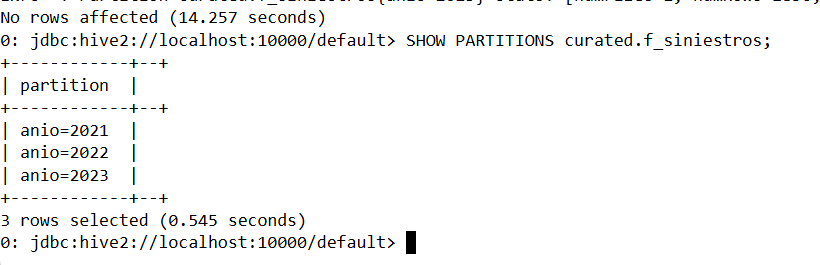 No rows affected (14.257 seconds)
0: jdbc:hive2://localhost:10000/default> SHOW PARTITIONS curated.f_siniestros;
+------------+--+
| partition  |
+------------+--+
| anio=2021  |
| anio=2022  |
| anio=2023  |
+------------+--+
3 rows selected (0.545 seconds)
0: jdbc:hive2://localhost:10000/default>